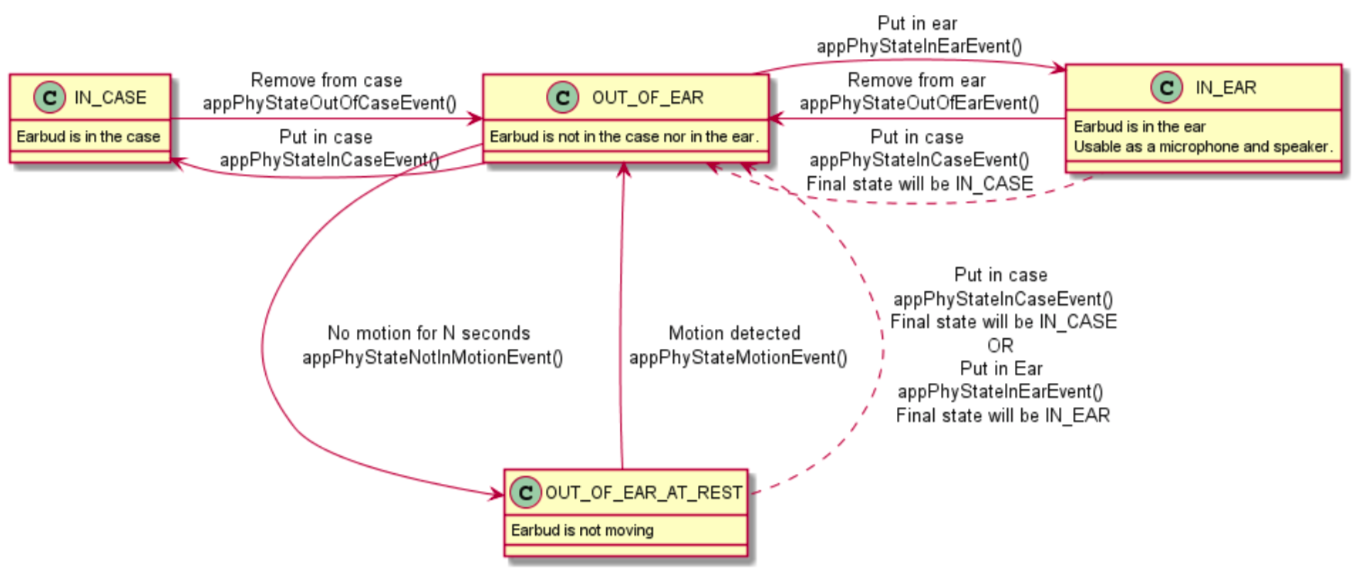 Put in ear
appPhyStateInEarEvent()
C IN_CASE
Earbud is in the case
Remove from case
appPhyStateOutOfCaseEvent()
Put in case
appPhyStateInCaseEvent()
C OUT_OF_EAR
Earbud is not in the case nor in the ear.
Remove from ear
appPhyStateOutOfEarEvent()
Put in case
appPhyStateInCaseEvent()
Final state will be IN_CASE
C IN_EAR
Earbud is in the ear
Usable as a microphone and speaker.
No motion for N seconds
appPhyStateNotInMotionEvent()
Motion detected
appPhyStateMotionEvent()
Put in case
appPhyStateInCaseEvent()
Final state will be IN_CASE
OR
Put in Ear
appPhyStateInEarEvent()
Final state will be IN_EAR
C OUT_OF_EAR_AT_REST
Earbud is not moving